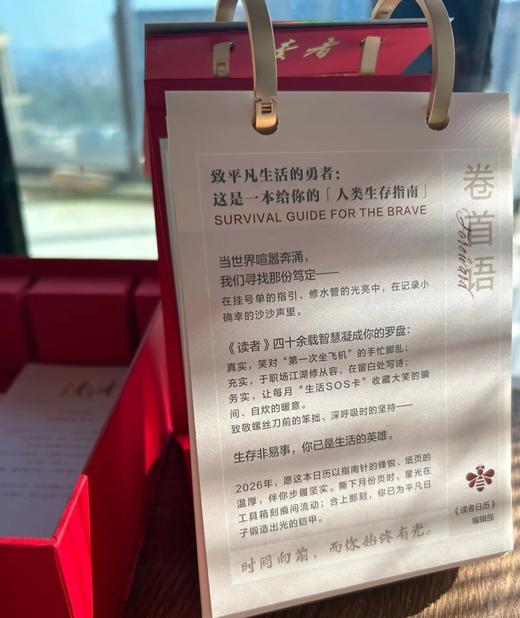 读者
致平凡生活的勇者：
这是一本给你的「人类生存指南」
SURVIVAL GUIDE FOR THE BRAVE
卷首语
Foreword
当世界喧嚣奔涌，
我们寻找那份笃定——
在挂号单的指引、修水管的光亮中，在记录小
确幸的沙沙声里。
《读者》四十余载智慧凝成你的罗盘：
真实，笑对“第一次坐飞机”的手忙脚乱；
充实，于职场江湖修从容，在留白处写诗；
务实，让每月“生活SOS卡”收藏大笑的瞬
间、自炊的暖意。
致敬螺丝刀前的笨拙、深呼吸时的坚持——
生存非易事，你已是生活的英雄。
2026年，愿这本日历以指南针的锋锐、纸页的
温厚，伴你步履坚实。撕下月份页时，星光在
工具箱刻痕间流动；合上那刻，你已为平凡日
子锻造出光的铠甲。
时间向前，而你始终有光。
《读者日历》
编辑部